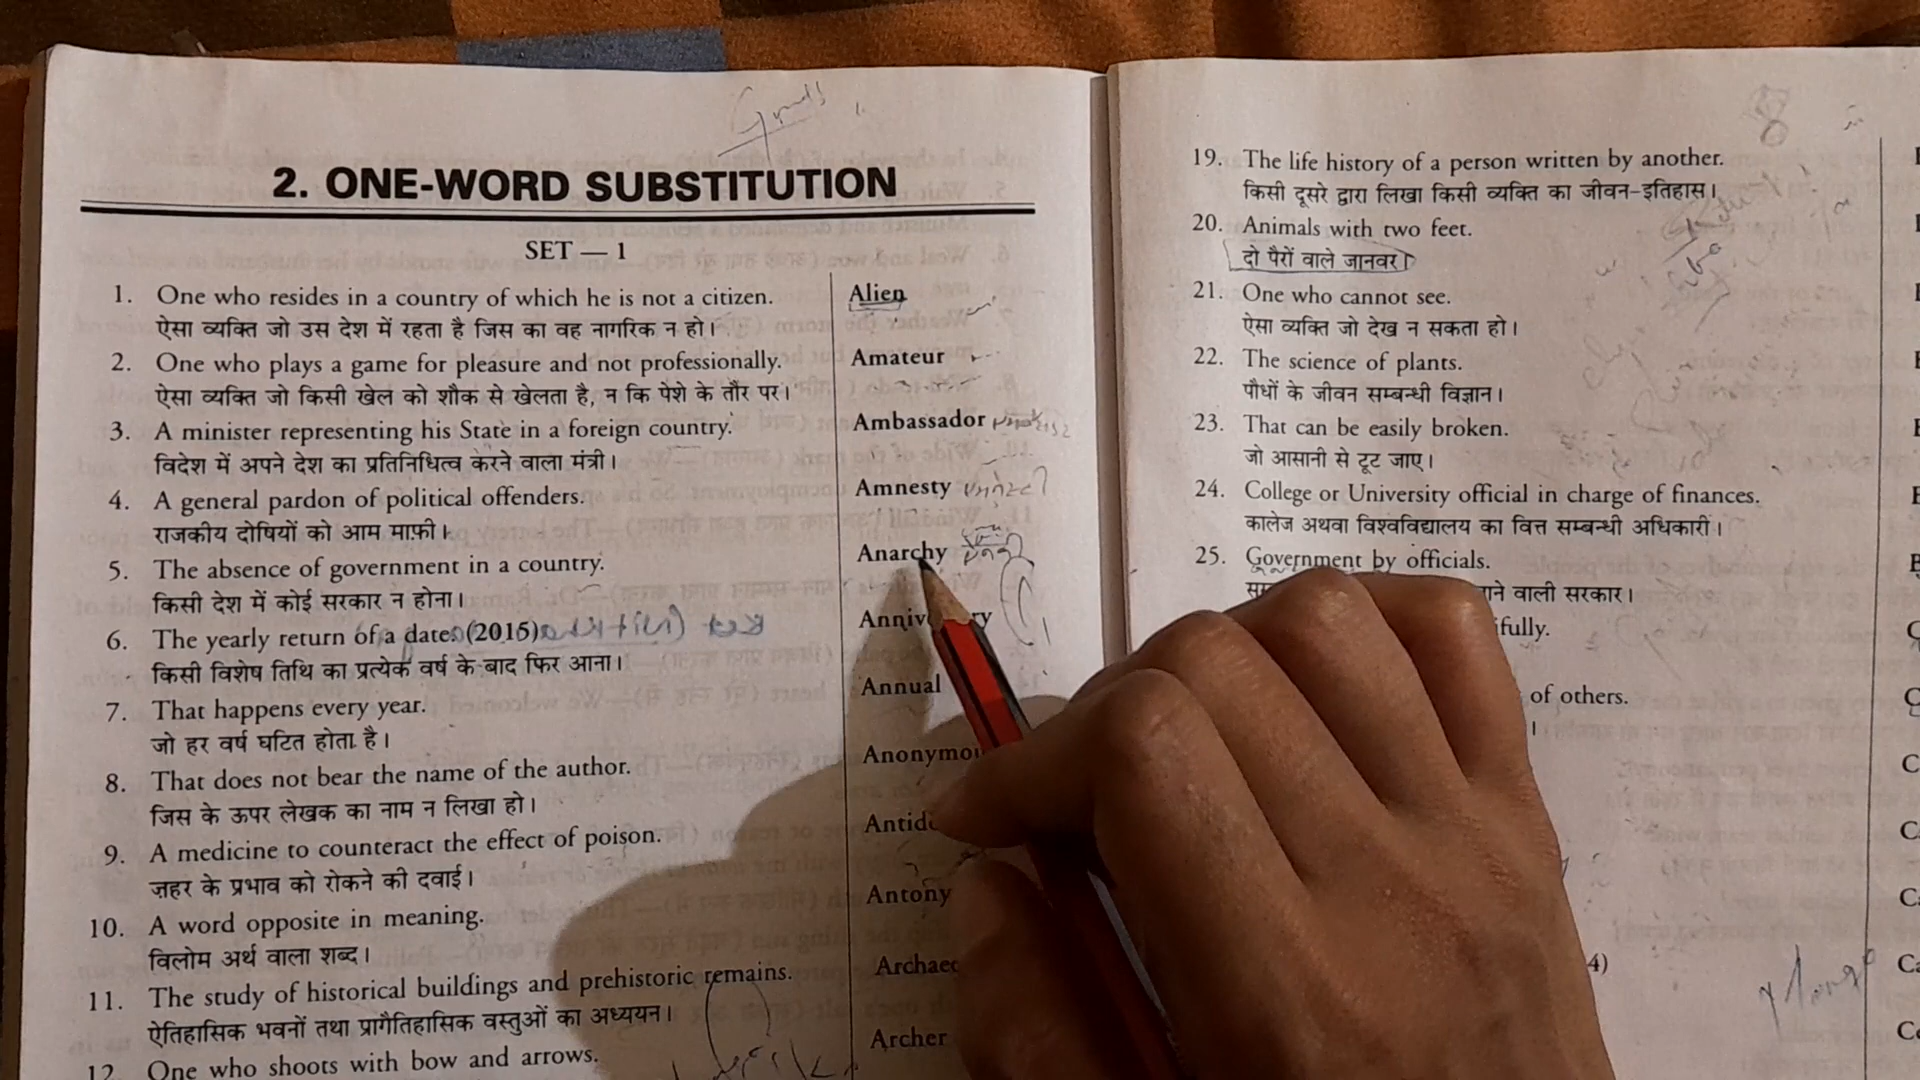 2. ONE-WORD SUBSTITUTION
SET — 1
1. One who resides in a country of which he is not a citizen. Alien
ऐसा व्यक्ति जो उस देश में रहता है जिस का वह नागरिक न हो।
2. One who plays a game for pleasure and not professionally. Amateur
ऐसा व्यक्ति जो किसी खेल को शौक से खेलता है, न कि पेशे के तौर पर।
3. A minister representing his State in a foreign country. Ambassador
विदेश में अपने देश का प्रतिनिधित्व करने वाला मंत्री।
4. A general pardon of political offenders. Amnesty
राजकीय दोषियों को आम माफ़ी।
5. The absence of government in a country. Anarchy
किसी देश में कोई सरकार न होना।
6. The yearly return of a date. (2015)
किसी विशेष तिथि का प्रत्येक वर्ष के बाद फिर आना।
7. That happens every year. Annual
जो हर वर्ष घटित होता है।
8. That does not bear the name of the author.
जिस के ऊपर लेखक का नाम न लिखा हो।
9. A medicine to counteract the effect of poison.
ज़हर के प्रभाव को रोकने की दवाई।
10. A word opposite in meaning. Antony
विलोम अर्थ वाला शब्द।
11. The study of historical buildings and prehistoric remains.
ऐतिहासिक भवनों तथा प्रागैतिहासिक वस्तुओं का अध्ययन।
12. One who shoots with bow and arrows. Archer
19. The life history of a person written by another.
किसी दूसरे द्वारा लिखा किसी व्यक्ति का जीवन-इतिहास।
20. Animals with two feet.
दो पैरों वाले जानवर।
21. One who cannot see.
ऐसा व्यक्ति जो देख न सकता हो।
22. The science of plants.
पौधों के जीवन सम्बन्धी विज्ञान।
23. That can be easily broken.
जो आसानी से टूट जाए।
24. College or University official in charge of finances.
कालेज अथवा विश्वविद्यालय का वित्त सम्बन्धी अधिकारी।
25. Government by officials.
वाली सरकार।
of others.
4)